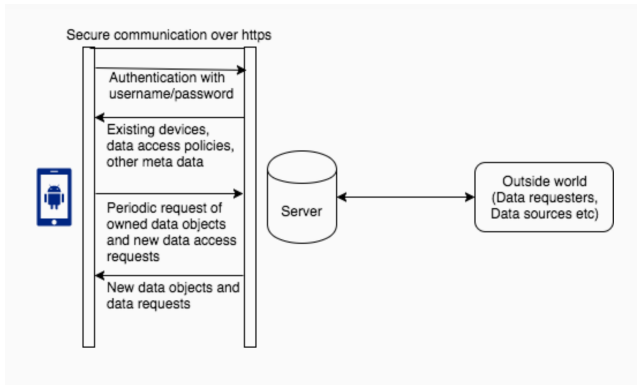 Secure communication over https
Authentication with
username/password
Existing devices,
data access policies,
other meta data
Periodic request of
owned data objects
and new data access
requests
New data objects and
data requests
Server
Outside world
(Data requesters,
Data sources etc)